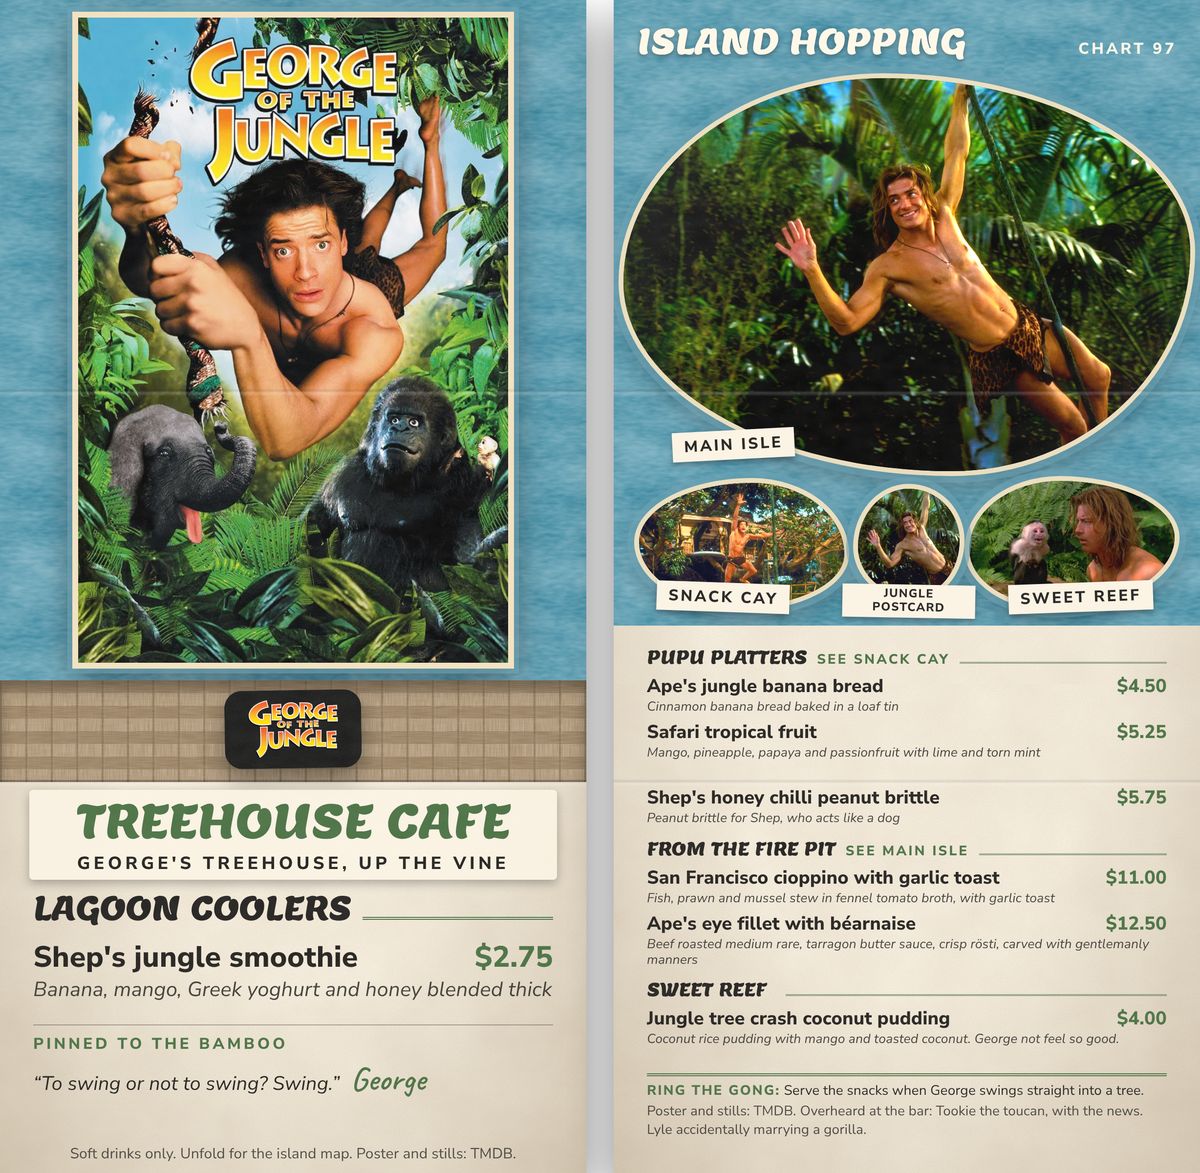 GEORGE
OF THE
JUNGLE
GEORGE
OF THE
JUNGLE
TREEHOUSE CAFE
GEORGE'S TREEHOUSE, UP THE VINE
LAGOON COOLERS
Shep's jungle smoothie $2.75
Banana, mango, Greek yoghurt and honey blended thick
PINNED TO THE BAMBOO
“To swing or not to swing? Swing.” George
Soft drinks only. Unfold for the island map. Poster and stills: TMDB.
ISLAND HOPPING
CHART 97
MAIN ISLE
SNACK CAY
JUNGLE
POSTCARD
SWEET REEF
PUPU PLATTERS SEE SNACK CAY
Ape's jungle banana bread $4.50
Cinnamon banana bread baked in a loaf tin
Safari tropical fruit $5.25
Mango, pineapple, papaya and passionfruit with lime and torn mint
Shep's honey chilli peanut brittle $5.75
Peanut brittle for Shep, who acts like a dog
FROM THE FIRE PIT SEE MAIN ISLE
San Francisco cioppino with garlic toast $11.00
Fish, prawn and mussel stew in fennel tomato broth, with garlic toast
Ape's eye fillet with béarnaise $12.50
Beef roasted medium rare, tarragon butter sauce, crisp rösti, carved with gentlemanly
manners
SWEET REEF
Jungle tree crash coconut pudding $4.00
Coconut rice pudding with mango and toasted coconut. George not feel so good.
RING THE GONG: Serve the snacks when George swings straight into a tree.
Poster and stills: TMDB. Overheard at the bar: Tookie the toucan, with the news.
Lyle accidentally marrying a gorilla.